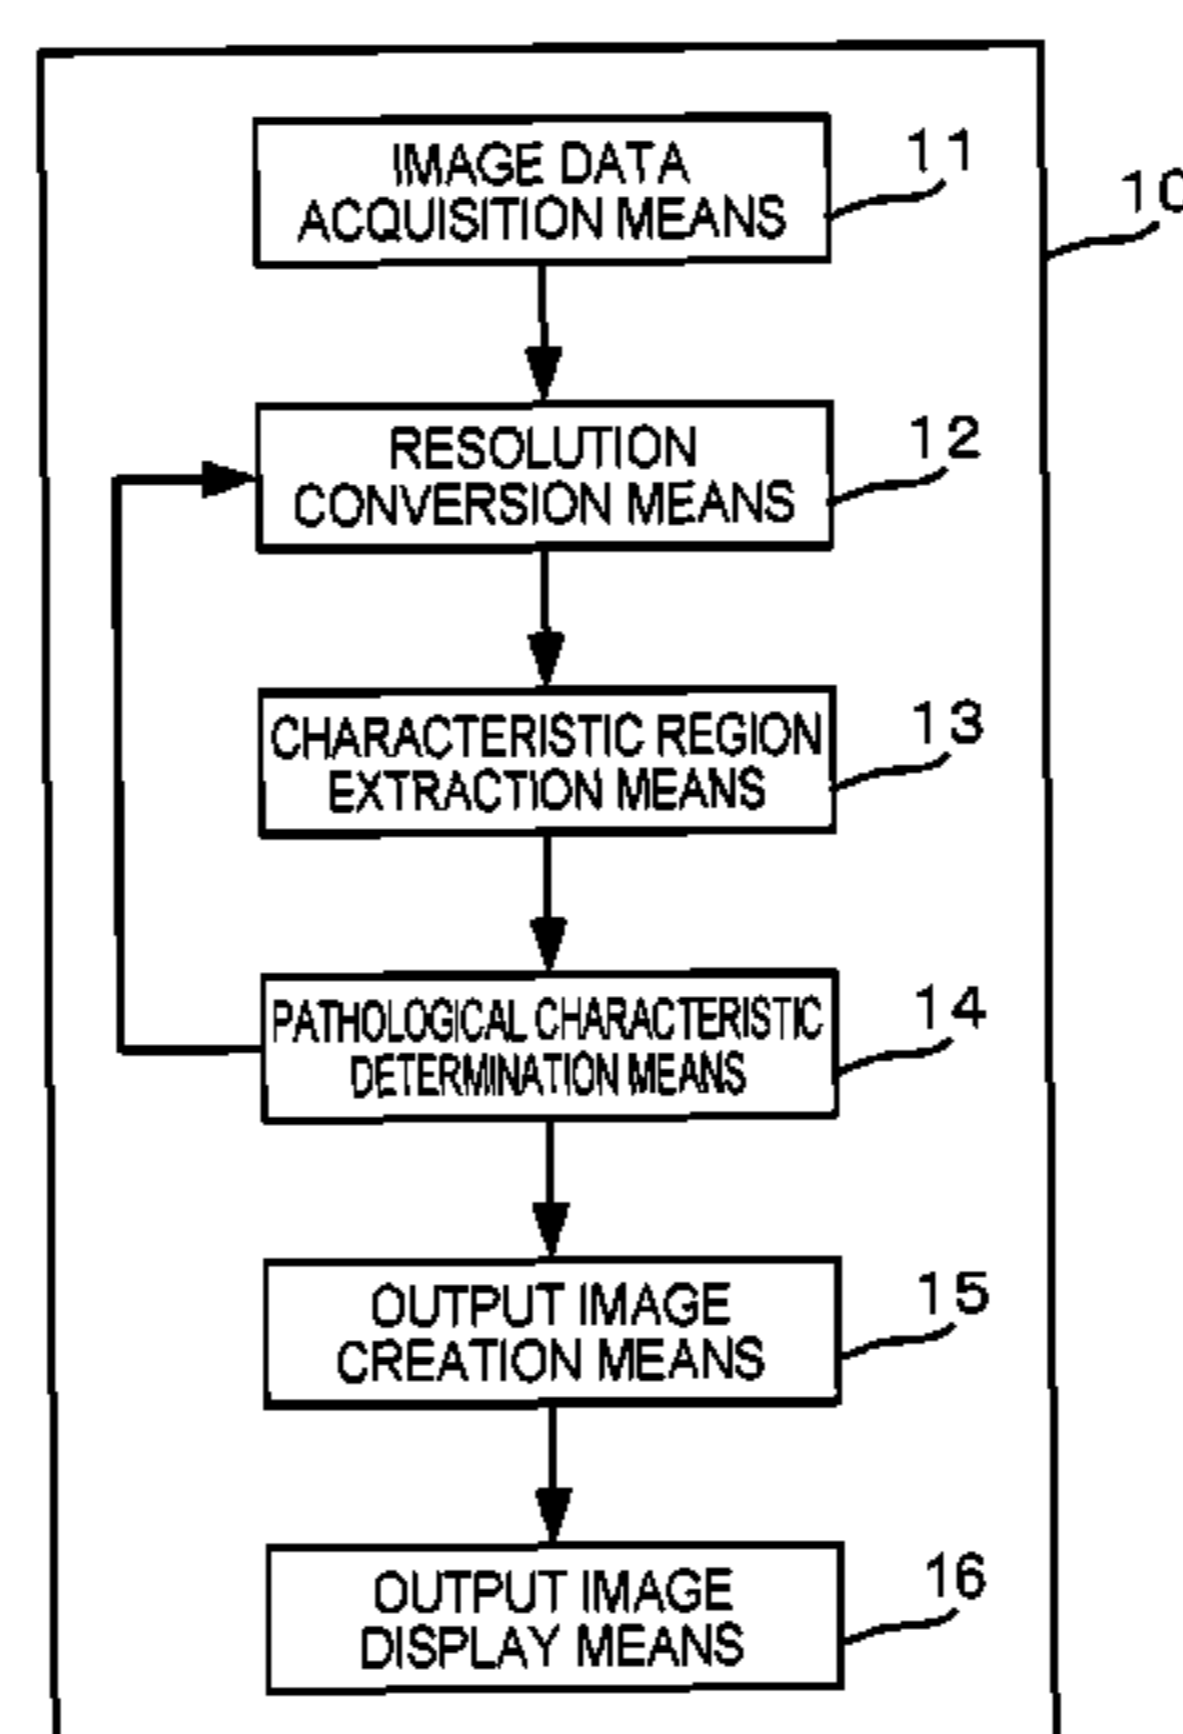 IMAGE DATA
ACQUISITION MEANS
11
10
RESOLUTION
CONVERSION MEANS
12
CHARACTERISTIC REGION
EXTRACTION MEANS
13
PATHOLOGICAL CHARACTERISTIC
DETERMINATION MEANS
14
OUTPUT IMAGE
CREATION MEANS
15
OUTPUT IMAGE
DISPLAY MEANS
16